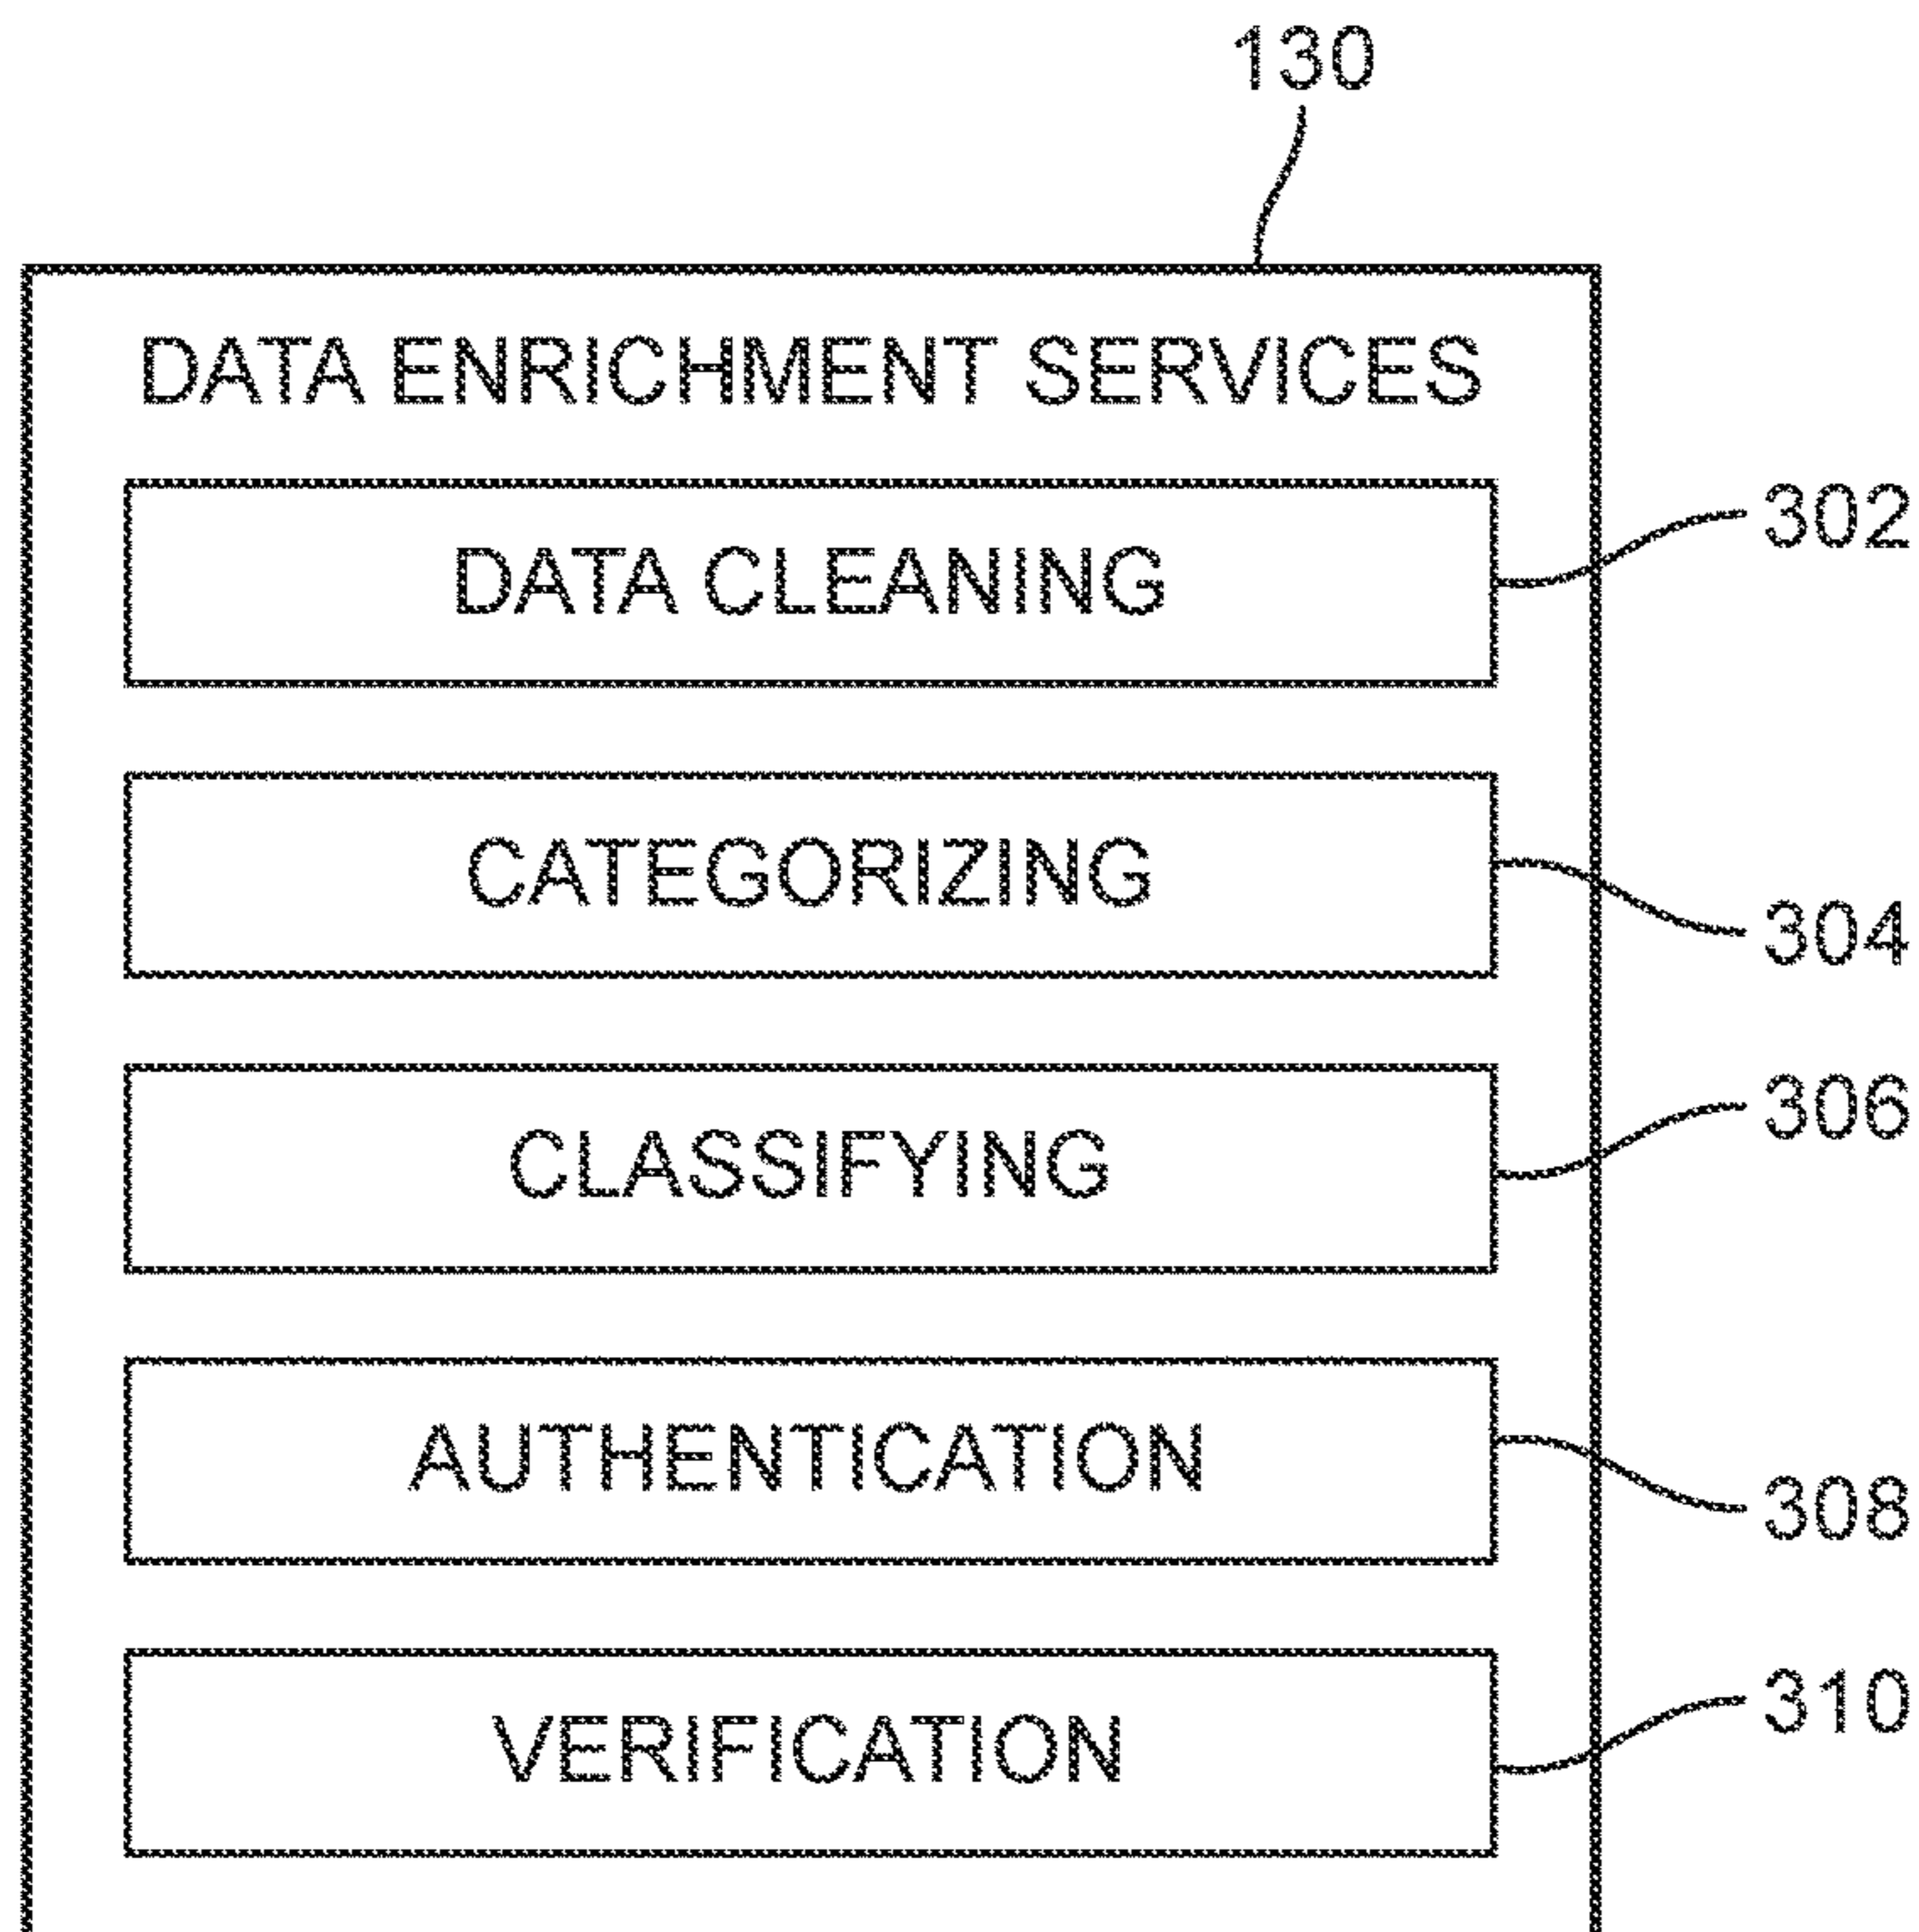 130
DATA ENRICHMENT SERVICES
DATA CLEANING
302
CATEGORIZING
304
CLASSIFYING
306
AUTHENTICATION
308
VERIFICATION
310